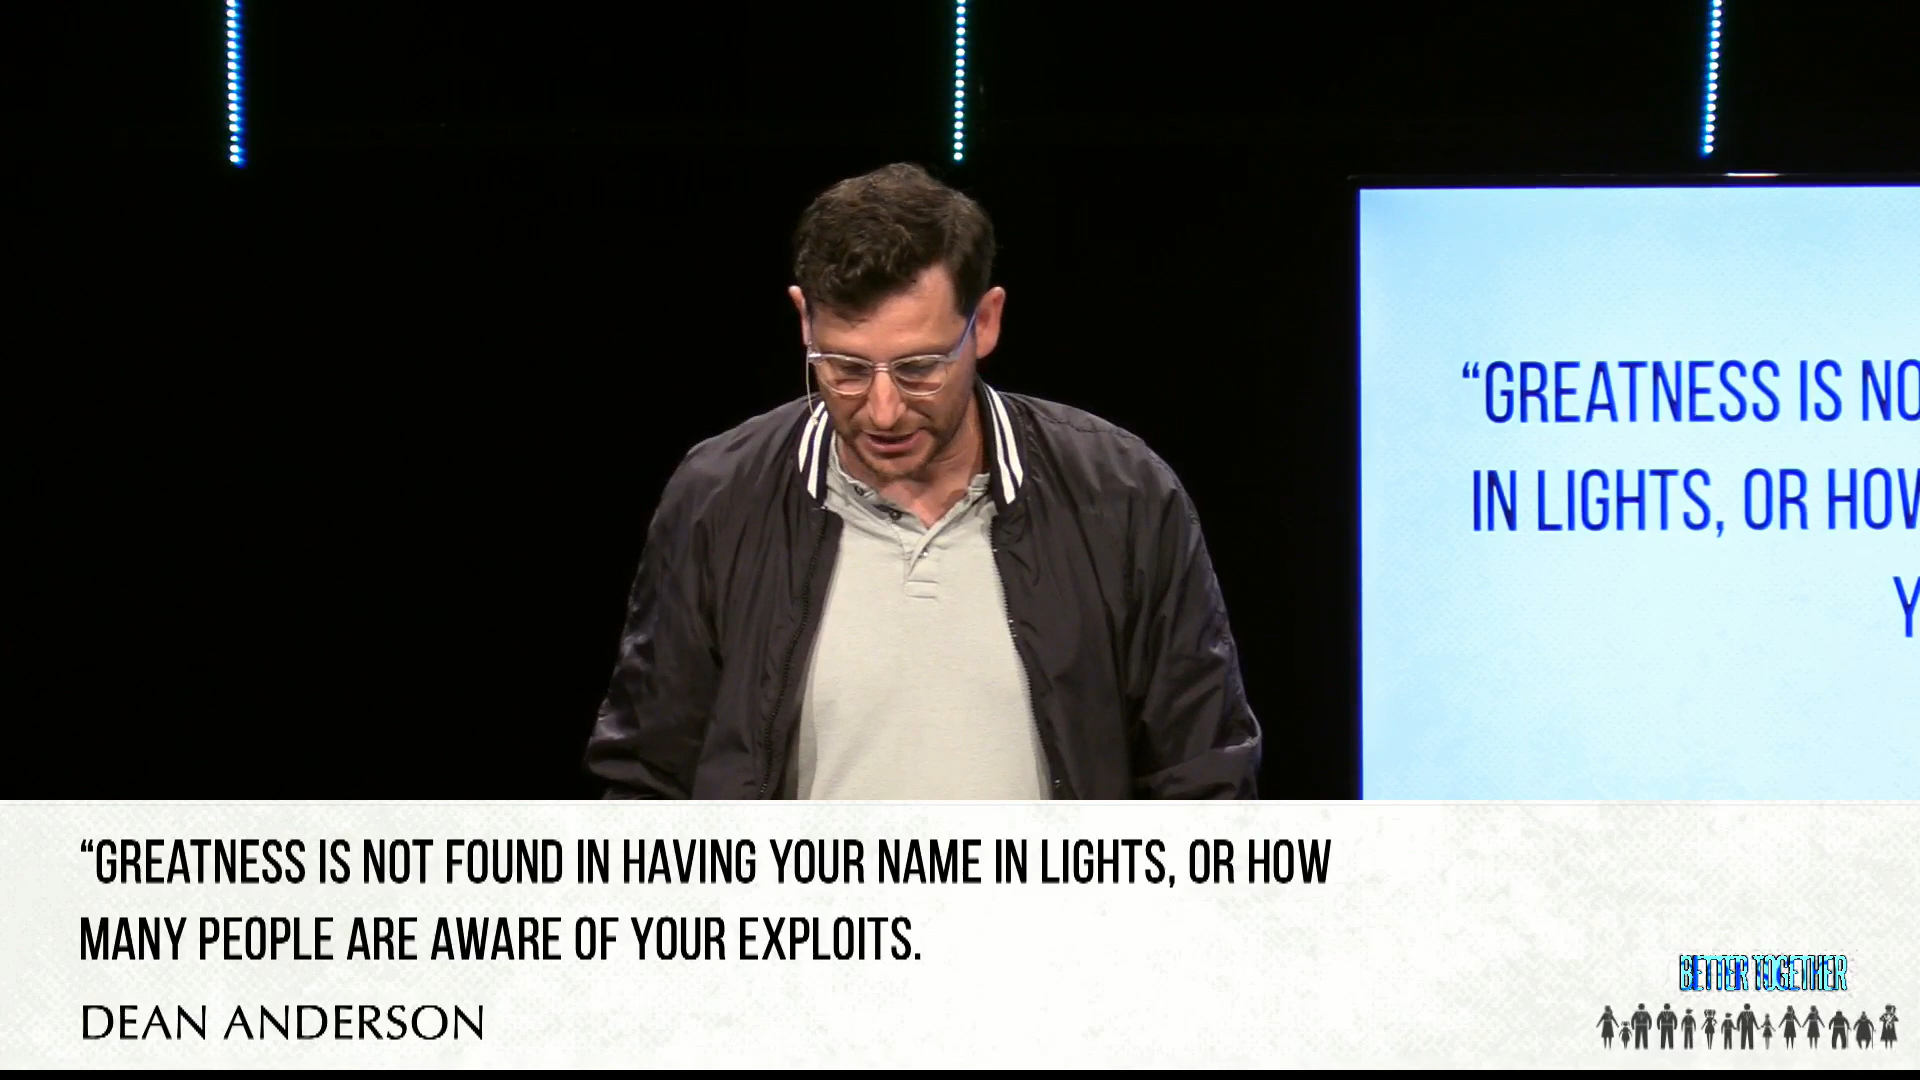 “GREATNESS IS NO
IN LIGHTS, OR HOW
Y
“GREATNESS IS NOT FOUND IN HAVING YOUR NAME IN LIGHTS, OR HOW
MANY PEOPLE ARE AWARE OF YOUR EXPLOITS.
DEAN ANDERSON
BETTER TOGETHER